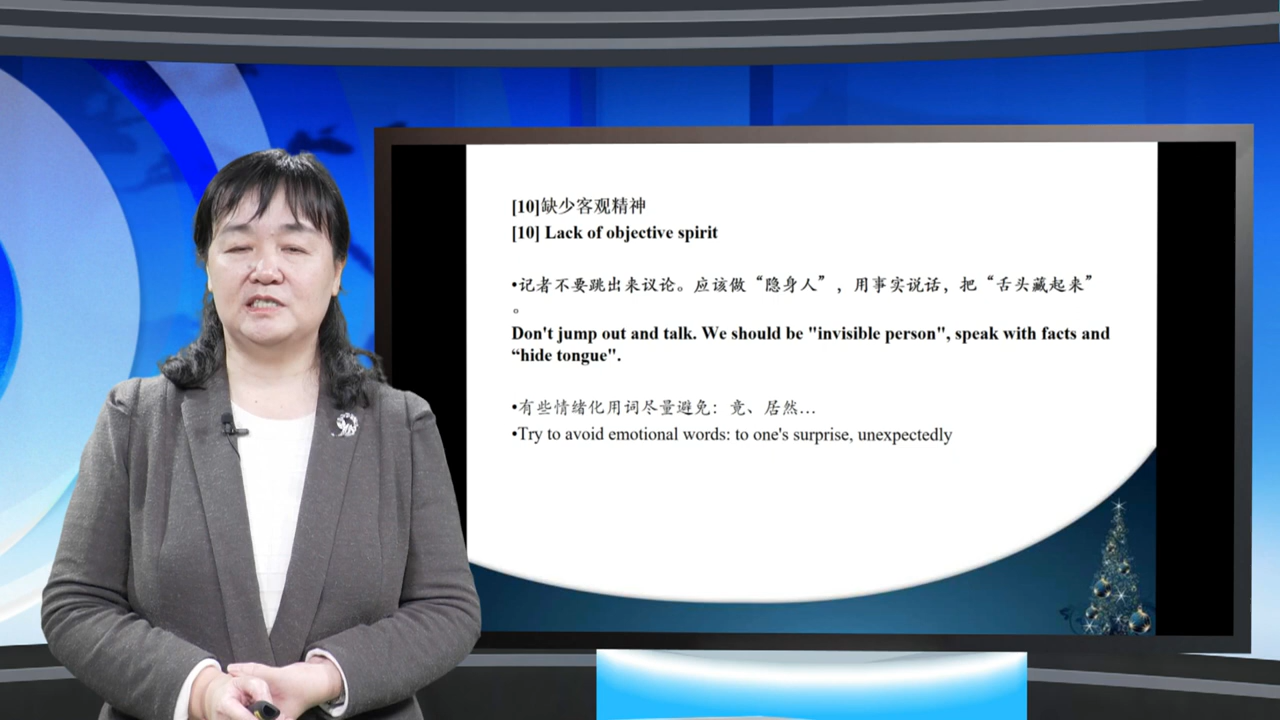 [10]缺少客观精神
[10] Lack of objective spirit
•记者不要跳出来议论。应该做“隐身人”，用事实说话，把“舌头藏起来”
。
Don't jump out and talk. We should be "invisible person", speak with facts and
“hide tongue".
•有些情绪化用词尽量避免：竟、居然…
•Try to avoid emotional words: to one's surprise, unexpectedly